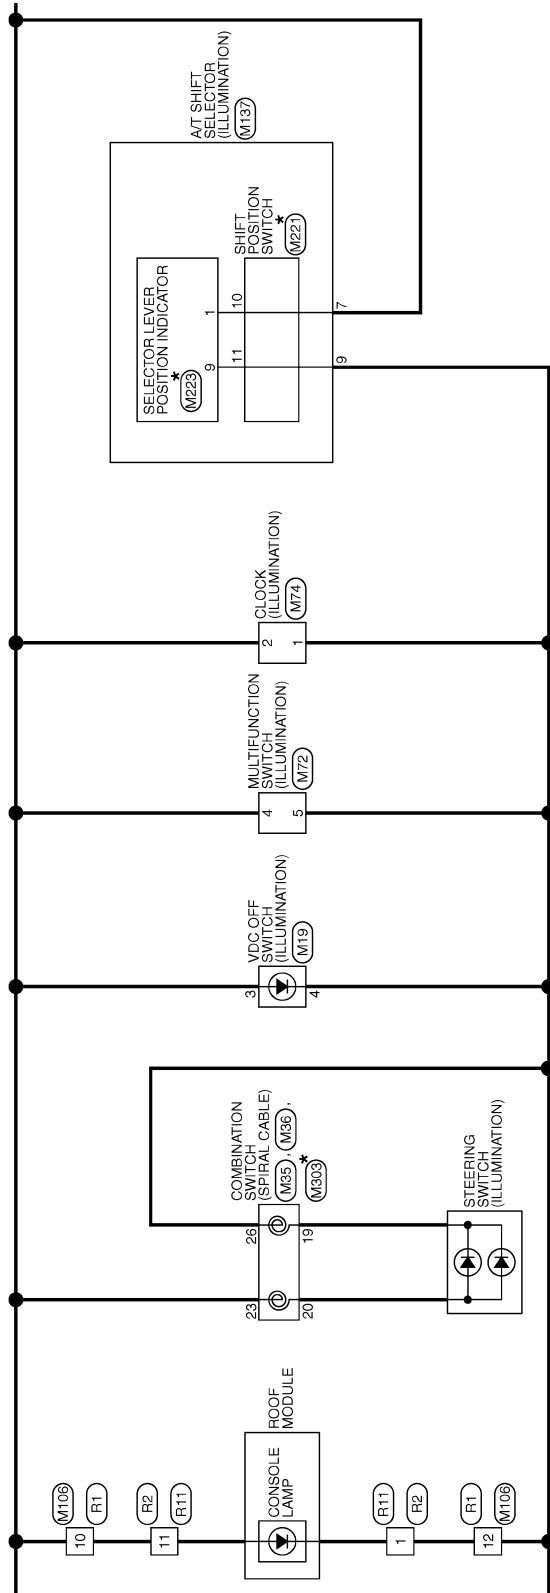 A/T SHIFT
SELECTOR
(ILLUMINATION)
M137
SELECTOR LEVER
POSITION INDICATOR
*
M223
SHIFT
POSITION
SWITCH
*
M221
1
9
10
11
7
9
CLOCK
(ILLUMINATION)
M74
2
1
MULTIFUNCTION
SWITCH
(ILLUMINATION)
M72
4
5
VDC OFF
SWITCH
(ILLUMINATION)
M19
3
4
COMBINATION
SWITCH
(SPIRAL CABLE)
M35 , M36 ,
*
M303
26
19
23
20
STEERING
SWITCH
(ILLUMINATION)
ROOF
MODULE
CONSOLE
LAMP
M106
R1
10
R2
R11
11
R11
R2
1
R1
M106
12